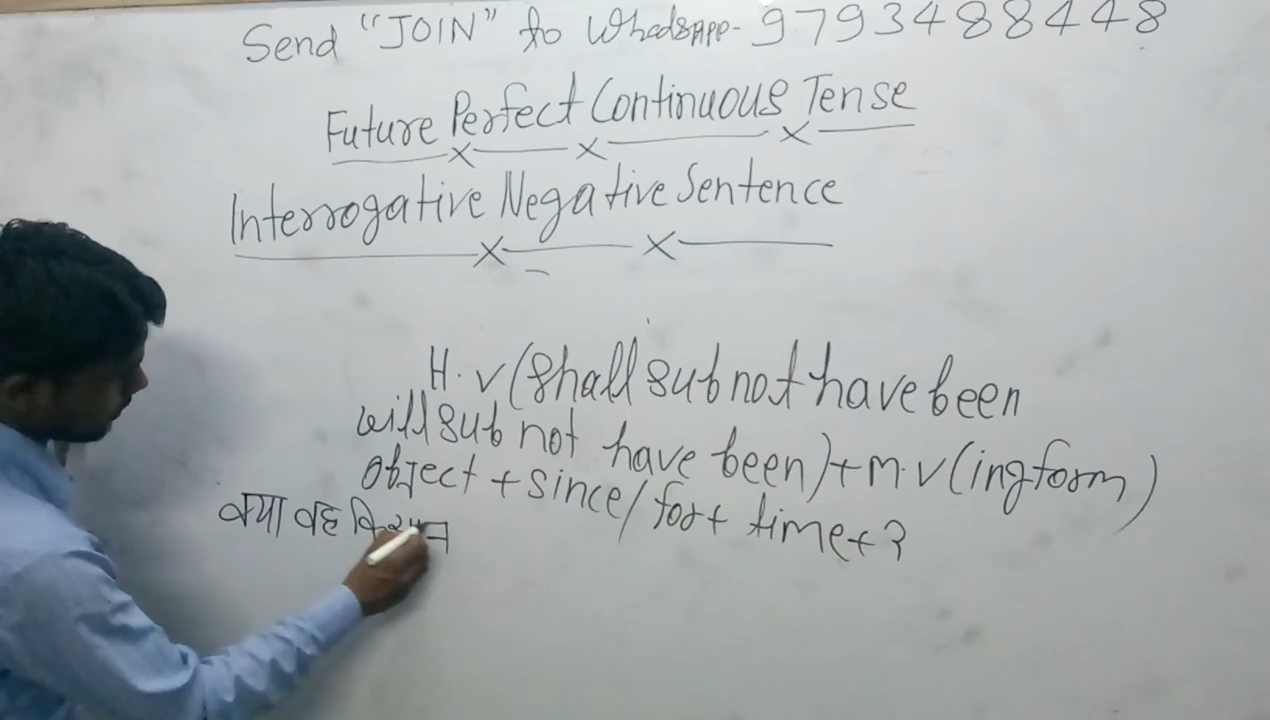 Send "JOIN" to WhatsAPP- 9793488448
Future Perfect Continuous Tense
Interrogative Negative Sentence
H.V(Shall sub not have been
will sub not have been)+m.v(ing form)
object + since/for+ time+?
क्या वह